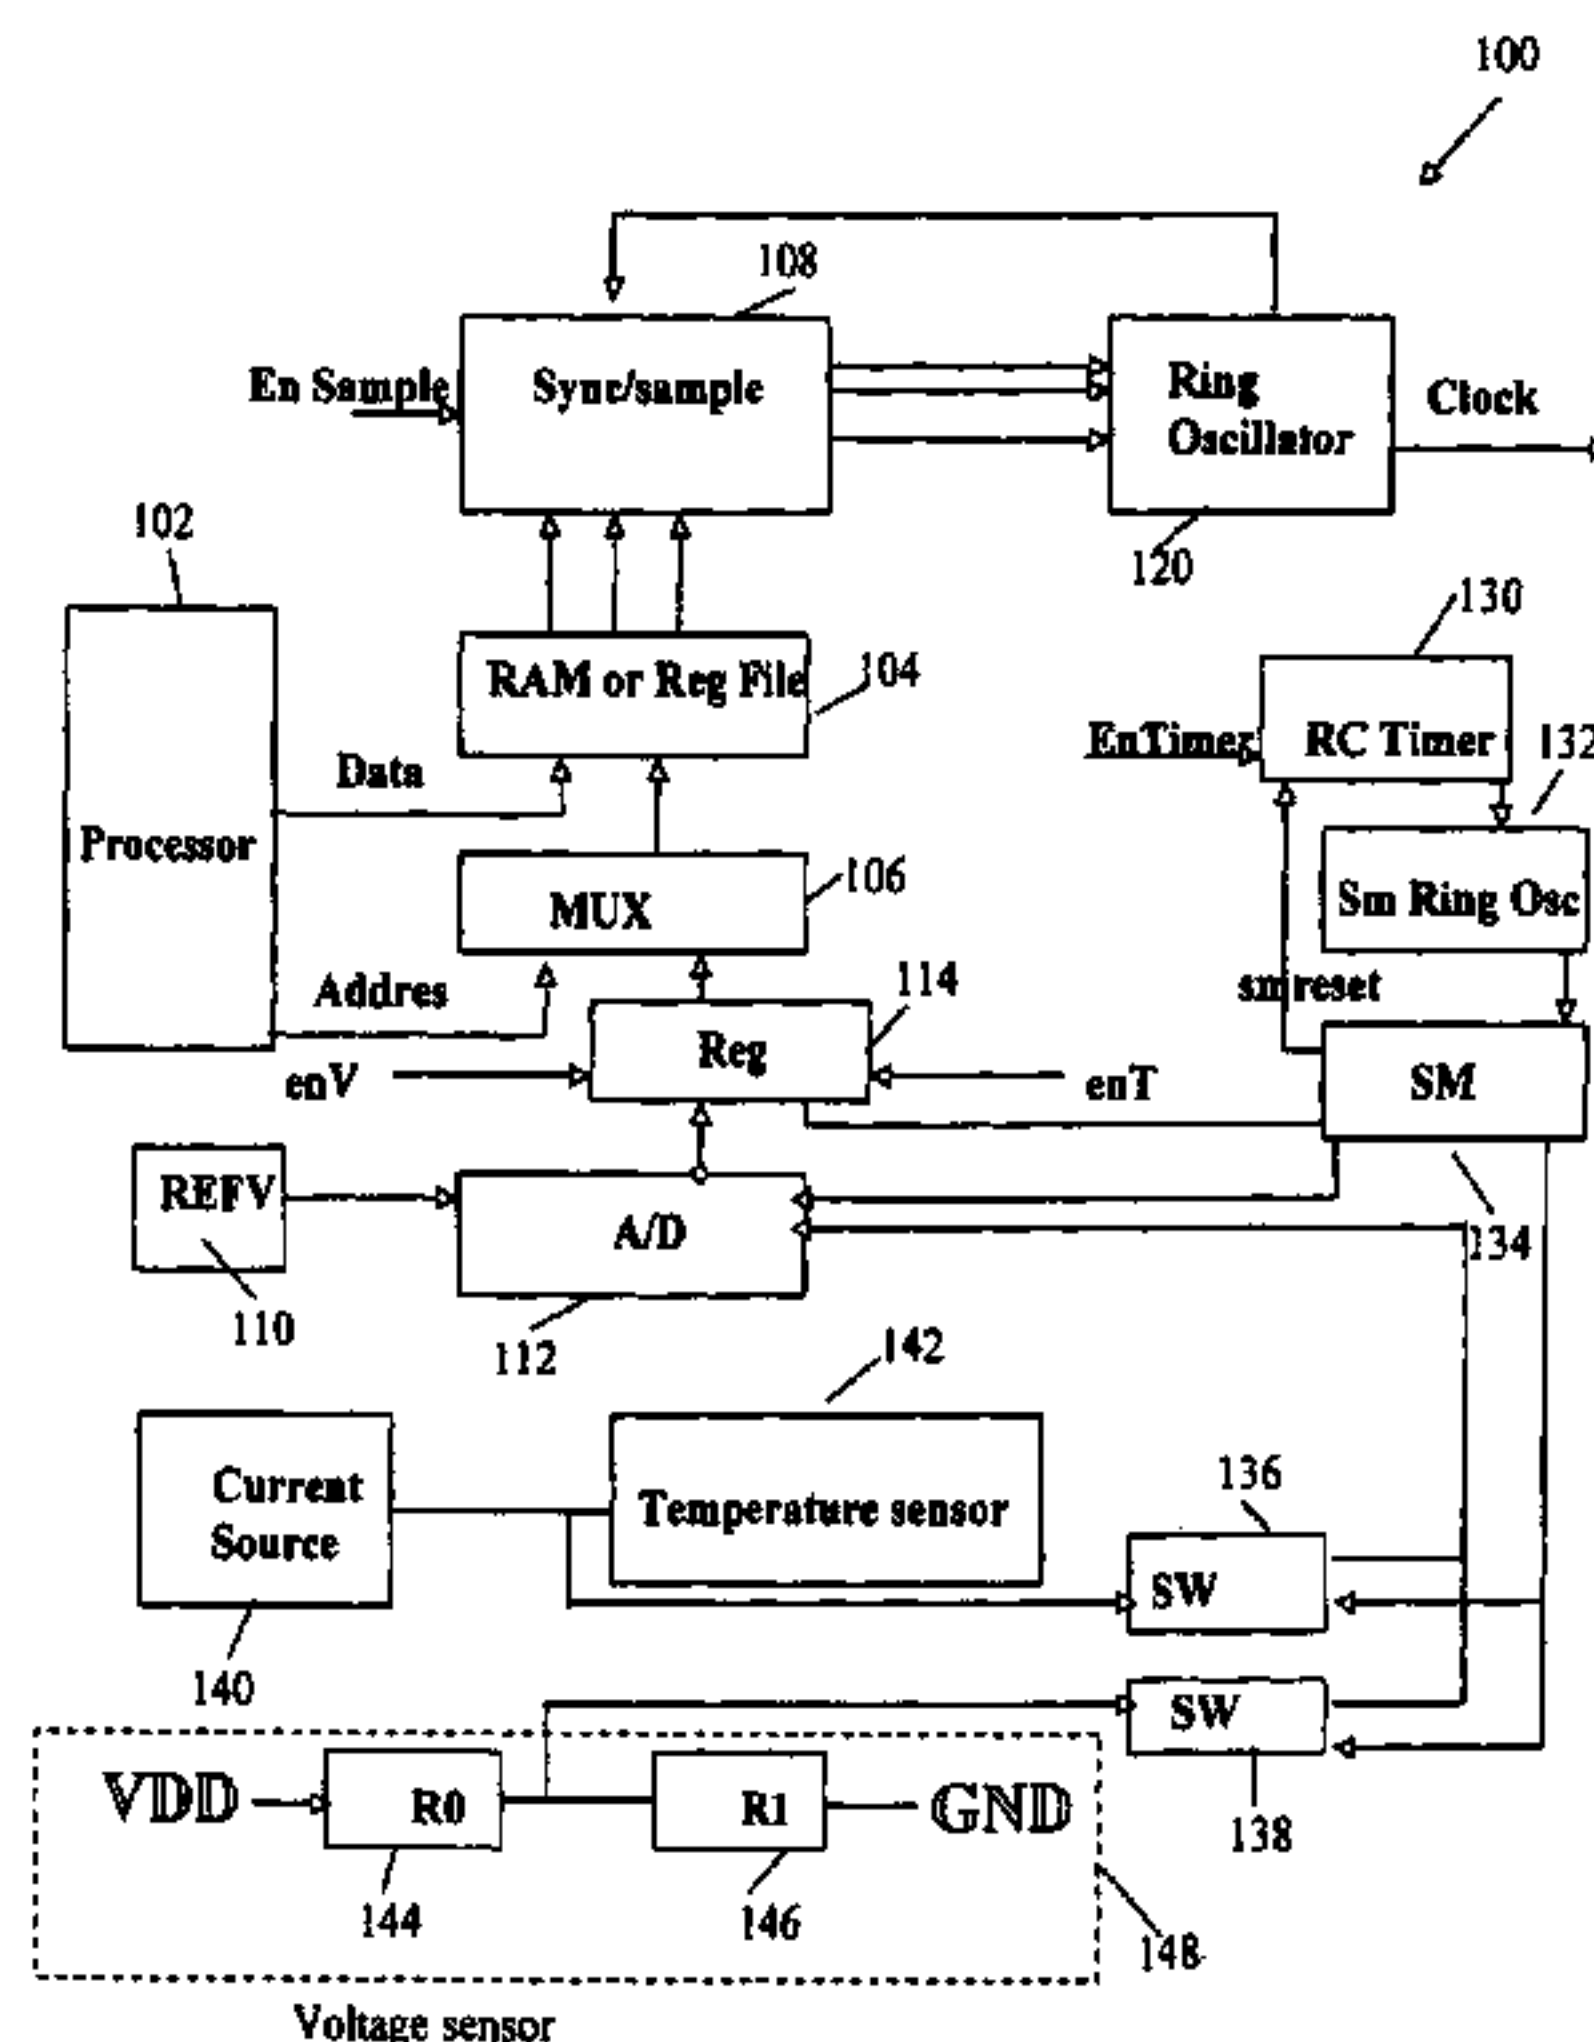 100
108
En Sample
Sync/sample
Ring
Oscillator
Clock
102
120
130
RAM or Reg File
104
EnTimer
RC Timer
132
Data
Processor
MUX
106
Sm Ring Osc
Addres
114
sm reset
Reg
enV
enT
SM
REFV
A/D
134
110
112
142
Current
Source
Temperature sensor
136
SW
140
SW
VDD
R0
R1
GND
138
144
146
148
Voltage sensor